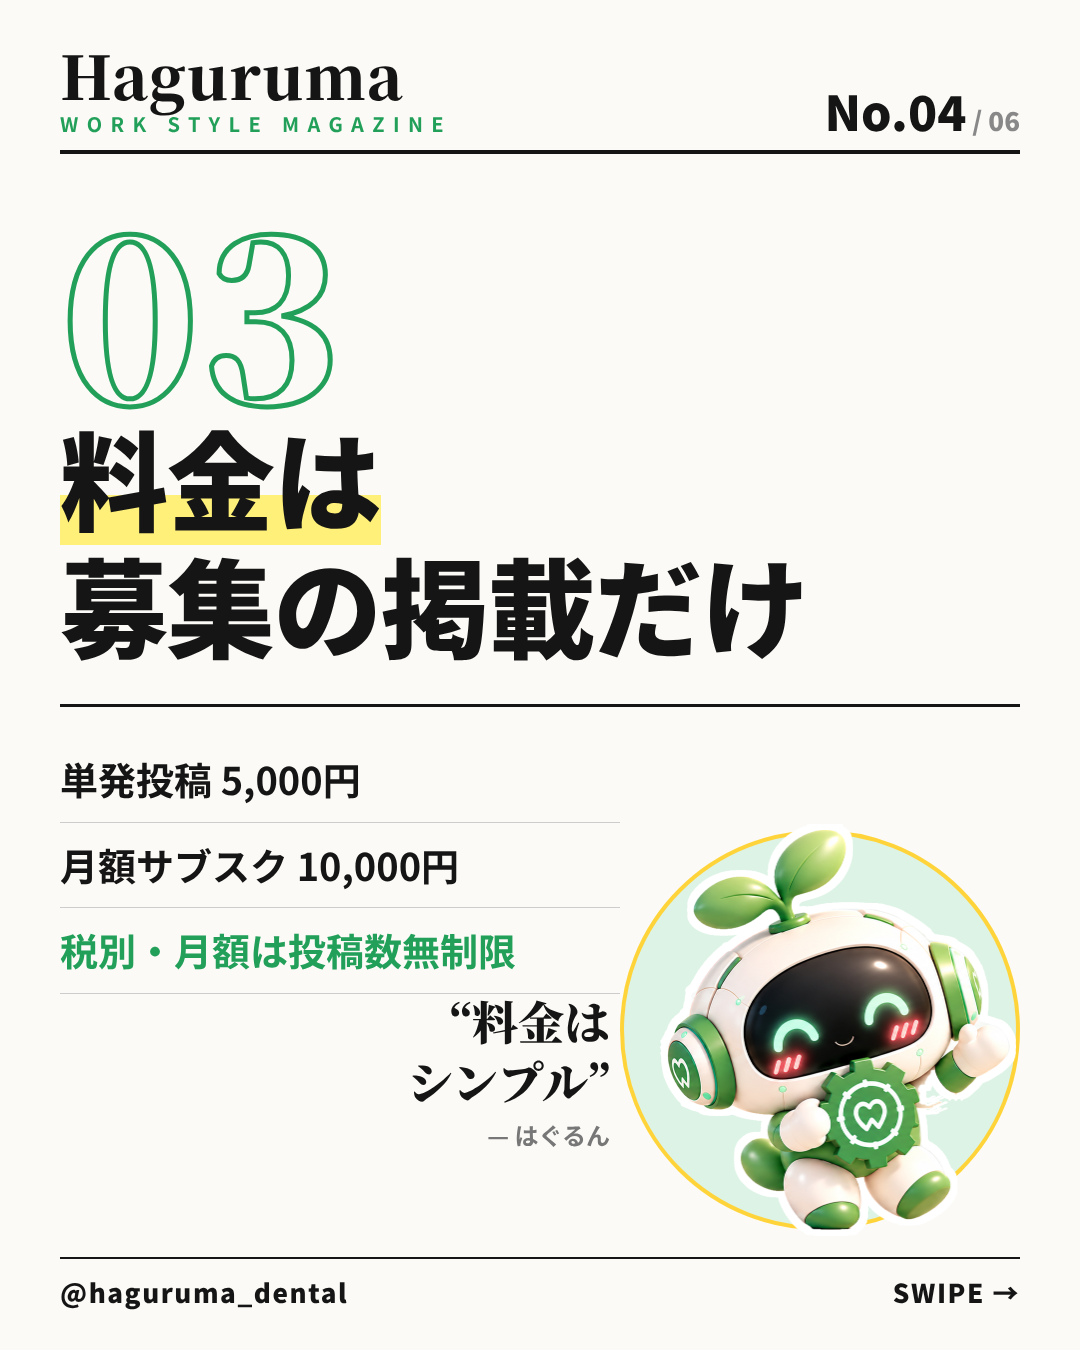 Haguruma
WORK STYLE MAGAZINE
No.04 / 06
03
料金は
募集の掲載だけ
単発投稿 5,000円
月額サブスク 10,000円
税別・月額は投稿数無制限
“料金は
シンプル”
— はぐるん
@haguruma_dental
SWIPE →